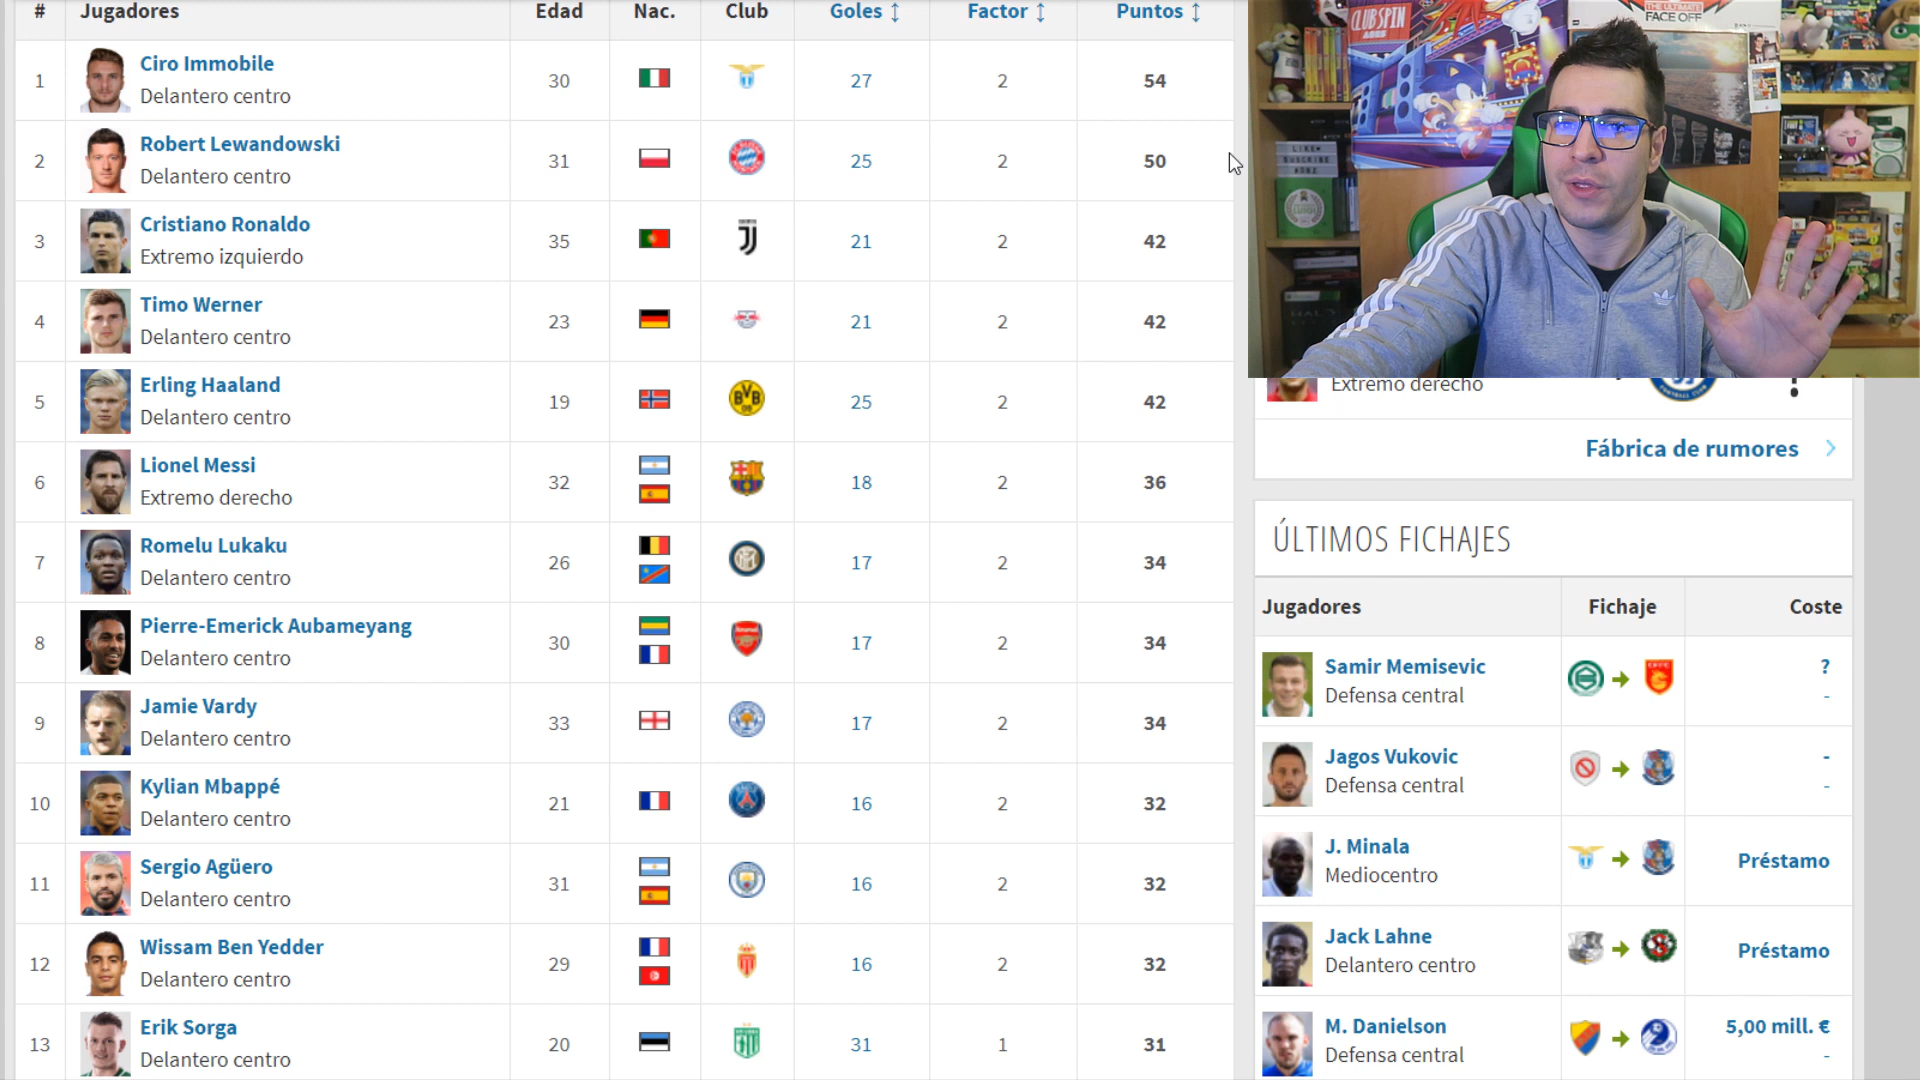 # Jugadores Edad Nac. Club Goles Factor Puntos
1 Ciro Immobile 30 27 2 54
Delantero centro
2 Robert Lewandowski 31 25 2 50
Delantero centro
3 Cristiano Ronaldo 35 21 2 42
Extremo izquierdo
4 Timo Werner 23 21 2 42
Delantero centro
5 Erling Haaland 19 25 2 42
Delantero centro
6 Lionel Messi 32 18 2 36
Extremo derecho
7 Romelu Lukaku 26 17 2 34
Delantero centro
8 Pierre-Emerick Aubameyang 30 17 2 34
Delantero centro
9 Jamie Vardy 33 17 2 34
Delantero centro
10 Kylian Mbappé 21 16 2 32
Delantero centro
11 Sergio Agüero 31 16 2 32
Delantero centro
12 Wissam Ben Yedder 29 16 2 32
Delantero centro
13 Erik Sorga 20 31 1 31
Delantero centro
CLUB SPIN
THE ULTIMATE
FACE OFF
LIKE
SUSCRIBE
Extremo derecho
Fábrica de rumores
ÚLTIMOS FICHAJES
Jugadores Fichaje Coste
Samir Memisevic ?
Defensa central -
Jagos Vukovic -
Defensa central -
J. Minala Préstamo
Mediocentro
Jack Lahne Préstamo
Delantero centro
M. Danielson 5,00 mill. €
Defensa central -